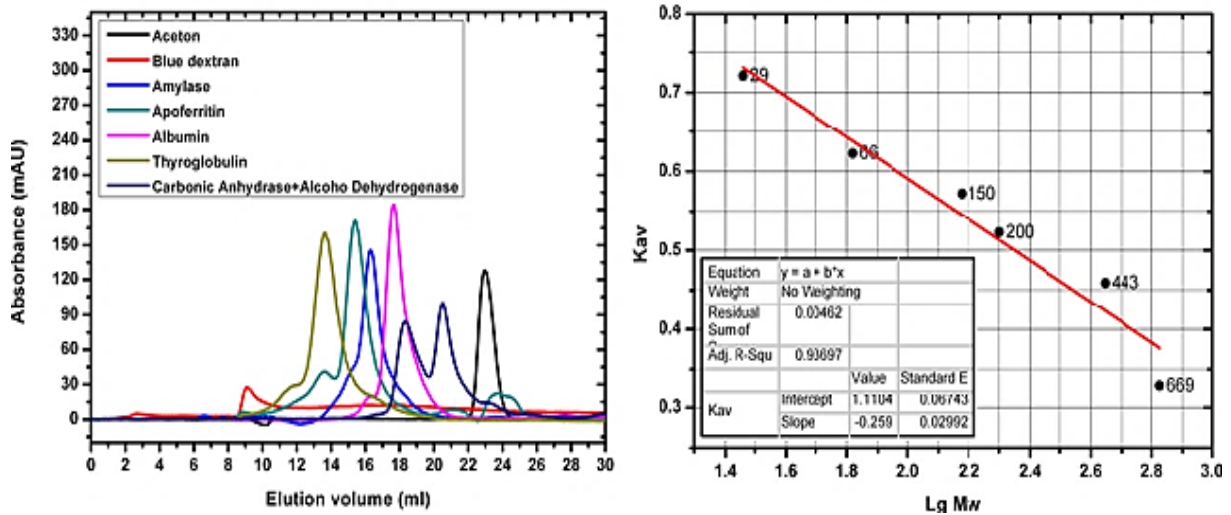 Absorbance (mAU)
330
300
270
240
210
180
150
120
90
60
30
0
Aceton
Blue dextran
Amylase
Apoferritin
Albumin
Thyroglobulin
Carbonic Anhydrase+Alcoho Dehydrogenase
0 2 4 6 8 10 12 14 16 18 20 22 24 26 28 30
Elution volume (ml)
Kav
0.8
0.7
0.6
0.5
0.4
0.3
29
66
150
200
443
669
Equation y = a + b*x
Weight No Weighting
Residual 0.00462
Sum of
Adj. R-Squ 0.93697
Value Standard E
Kav Intercept 1.1104 0.06743
Slope -0.259 0.02992
1.4 1.6 1.8 2.0 2.2 2.4 2.6 2.8 3.0
Lg Mw